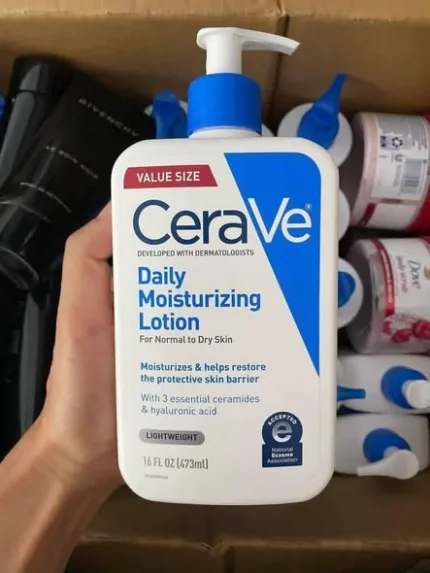 VALUE SIZE
CeraVe®
DEVELOPED WITH DERMATOLOGISTS
Daily
Moisturizing
Lotion
For Normal to Dry Skin
Moisturizes & helps restore
the protective skin barrier
With 3 essential ceramides
& hyaluronic acid
LIGHTWEIGHT
16 FL OZ (473ml)
ACCEPTED
e
National
Eczema
Association
GIVENCHY
Dove